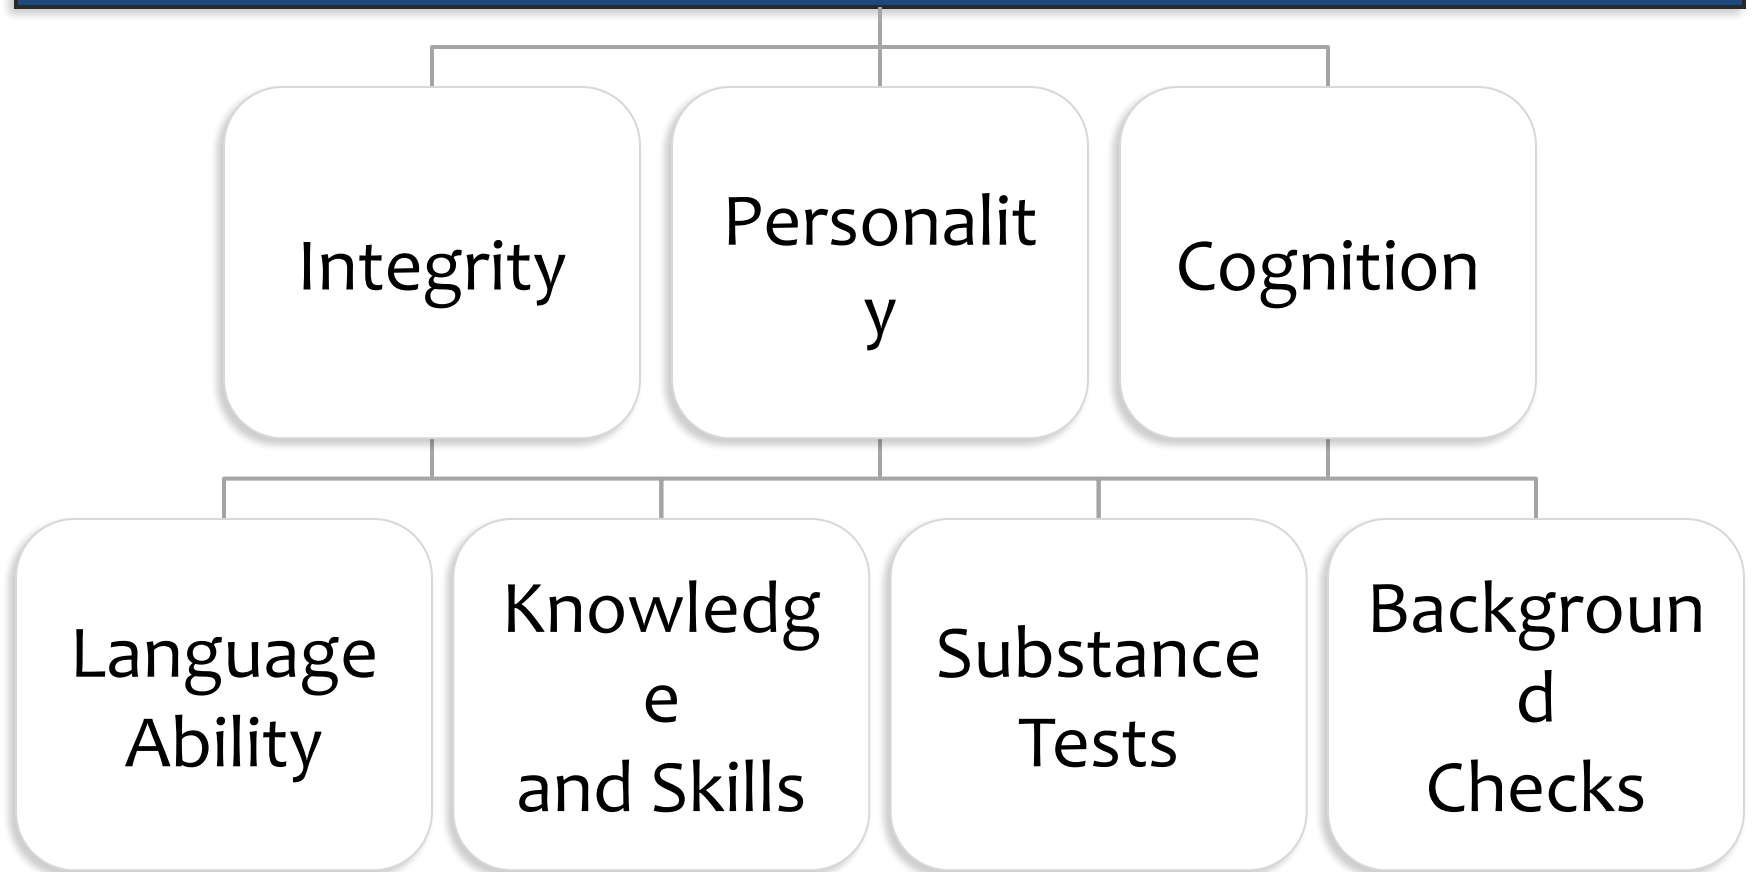 Integrity
Personalit
y
Cognition
Language
Ability
Knowledg
e
and Skills
Substance
Tests
Backgroun
d
Checks